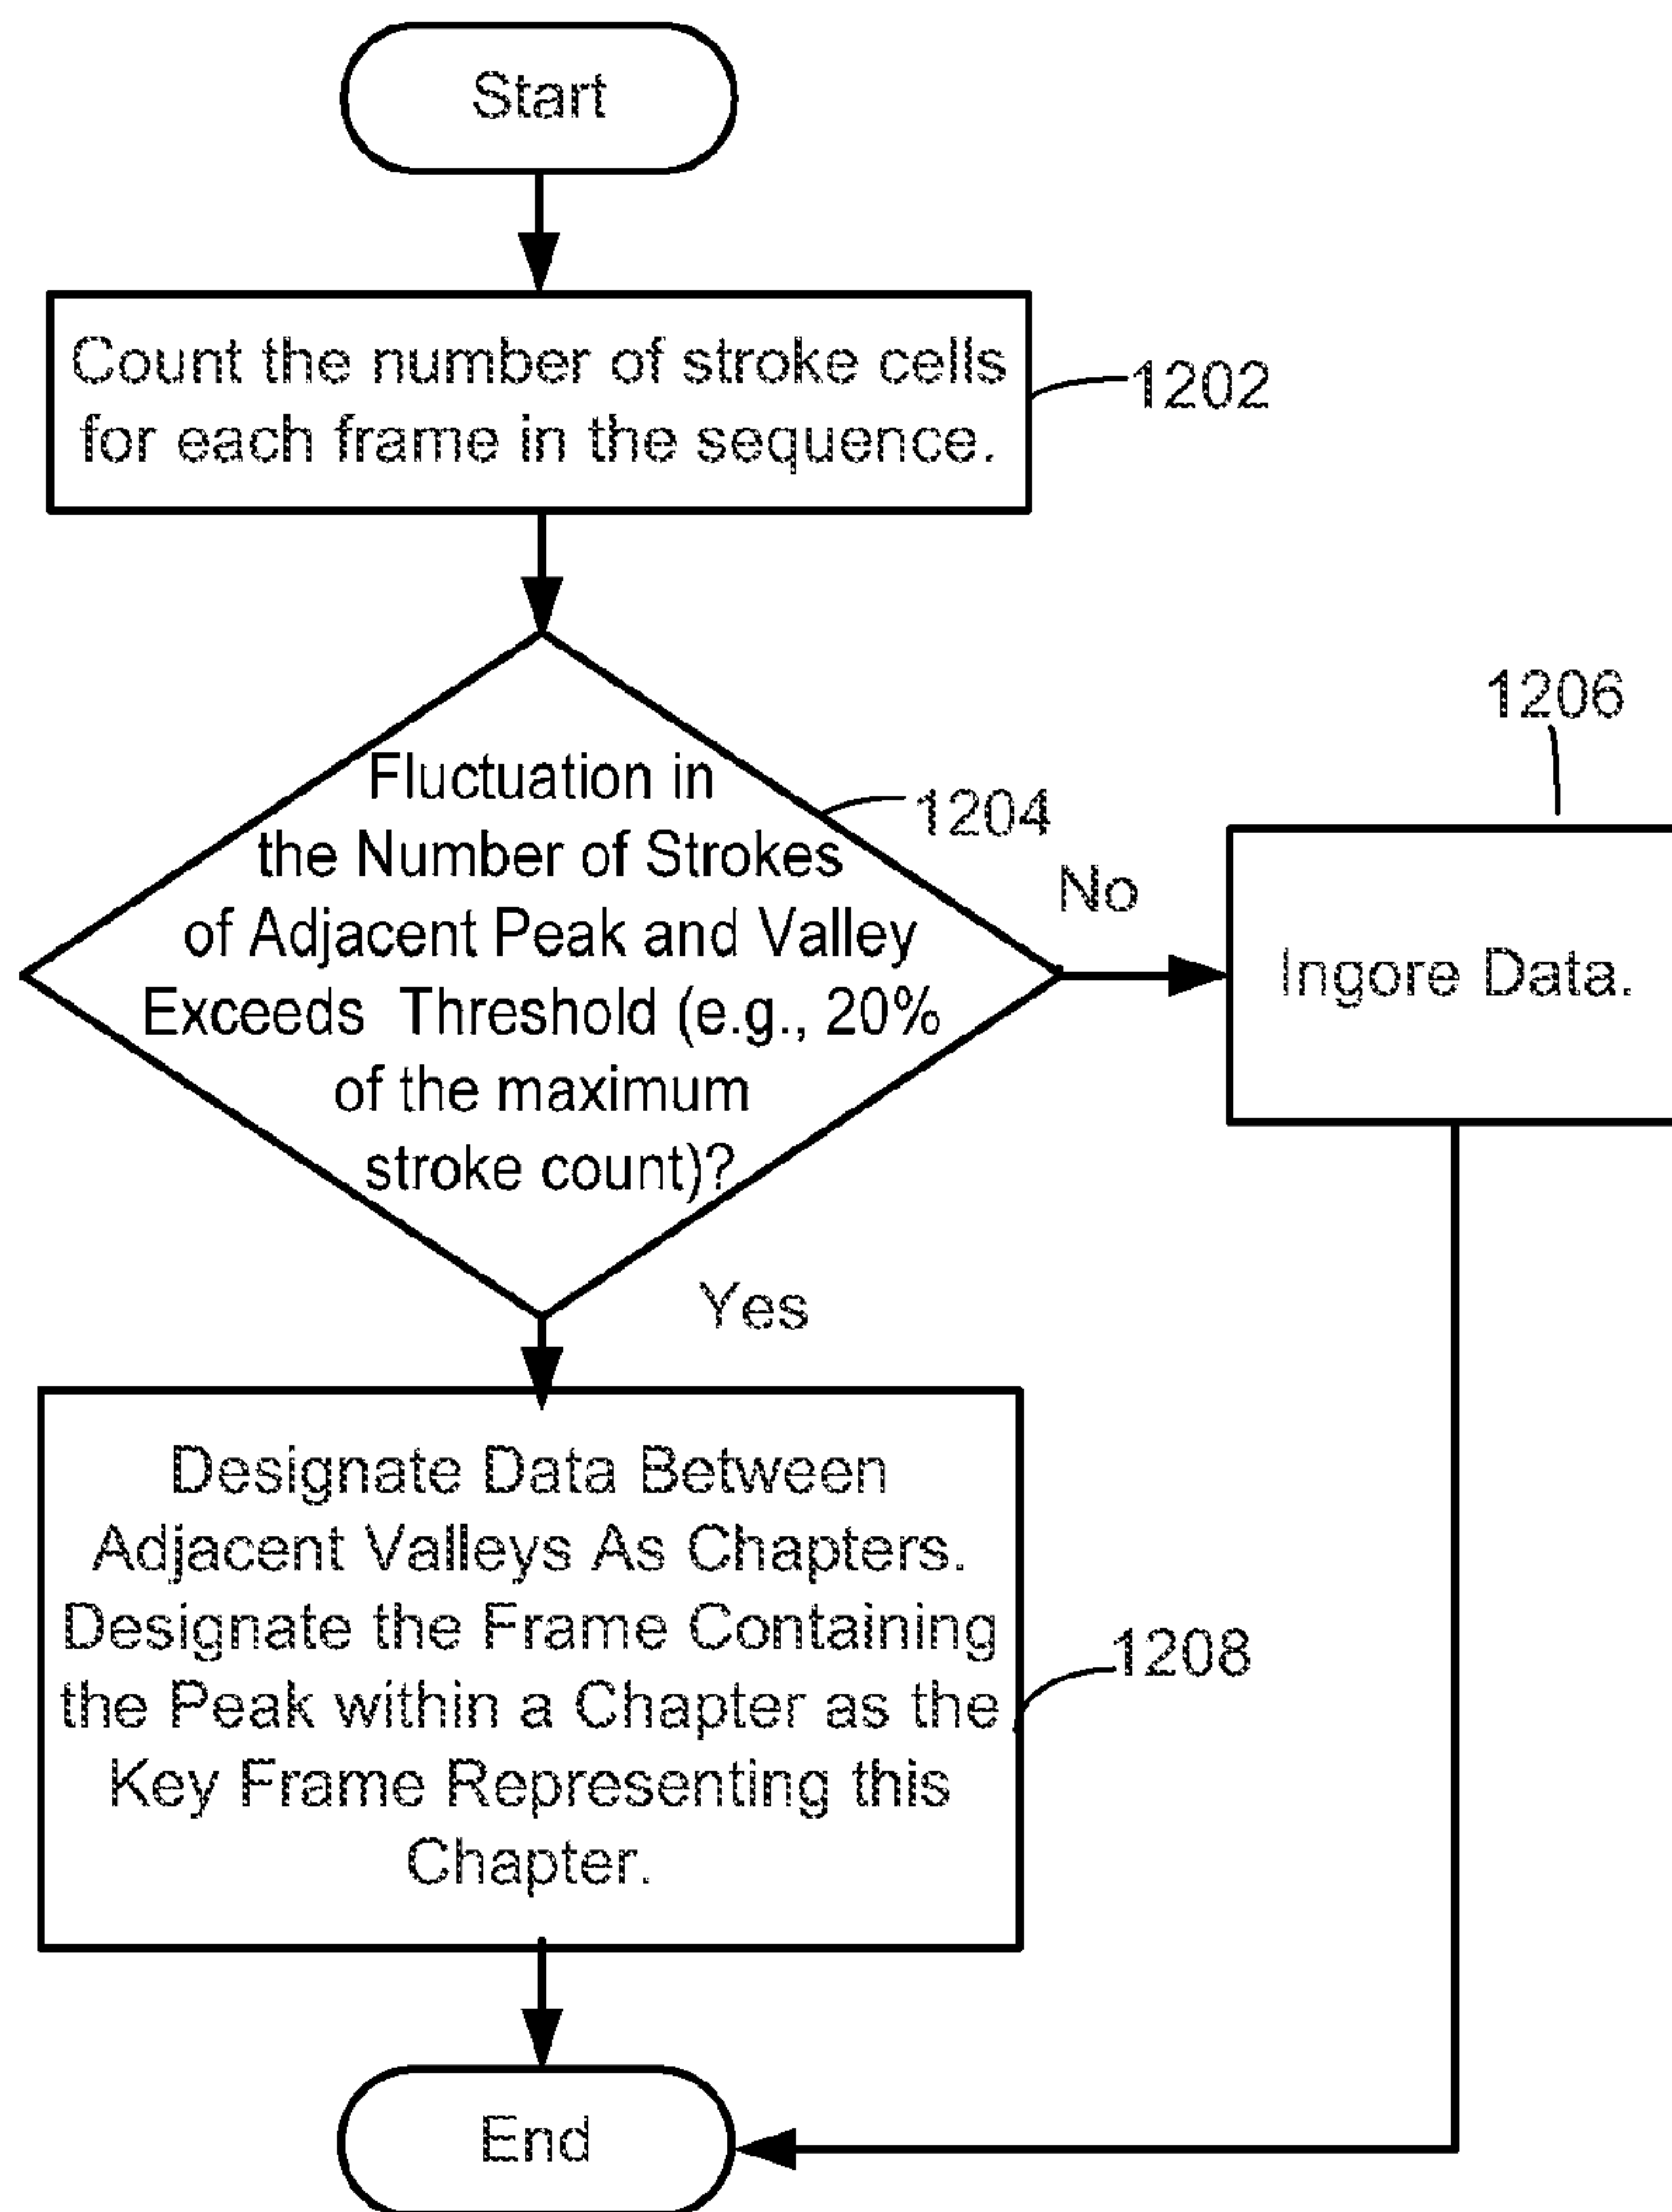 Start
Count the number of stroke cells
for each frame in the sequence.
1202
Fluctuation in
the Number of Strokes
of Adjacent Peak and Valley
Exceeds Threshold (e.g., 20%
of the maximum
stroke count)?
1204
No
1206
Ingore Data.
Yes
Designate Data Between
Adjacent Valleys As Chapters.
Designate the Frame Containing
the Peak within a Chapter as the
Key Frame Representing this
Chapter.
1208
End